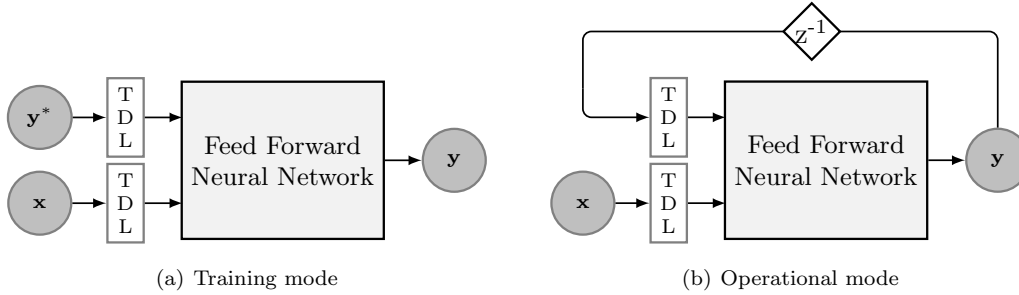 y*
T
D
L
x
T
D
L
Feed Forward
Neural Network
y
(a) Training mode
z-1
T
D
L
x
T
D
L
Feed Forward
Neural Network
y
(b) Operational mode